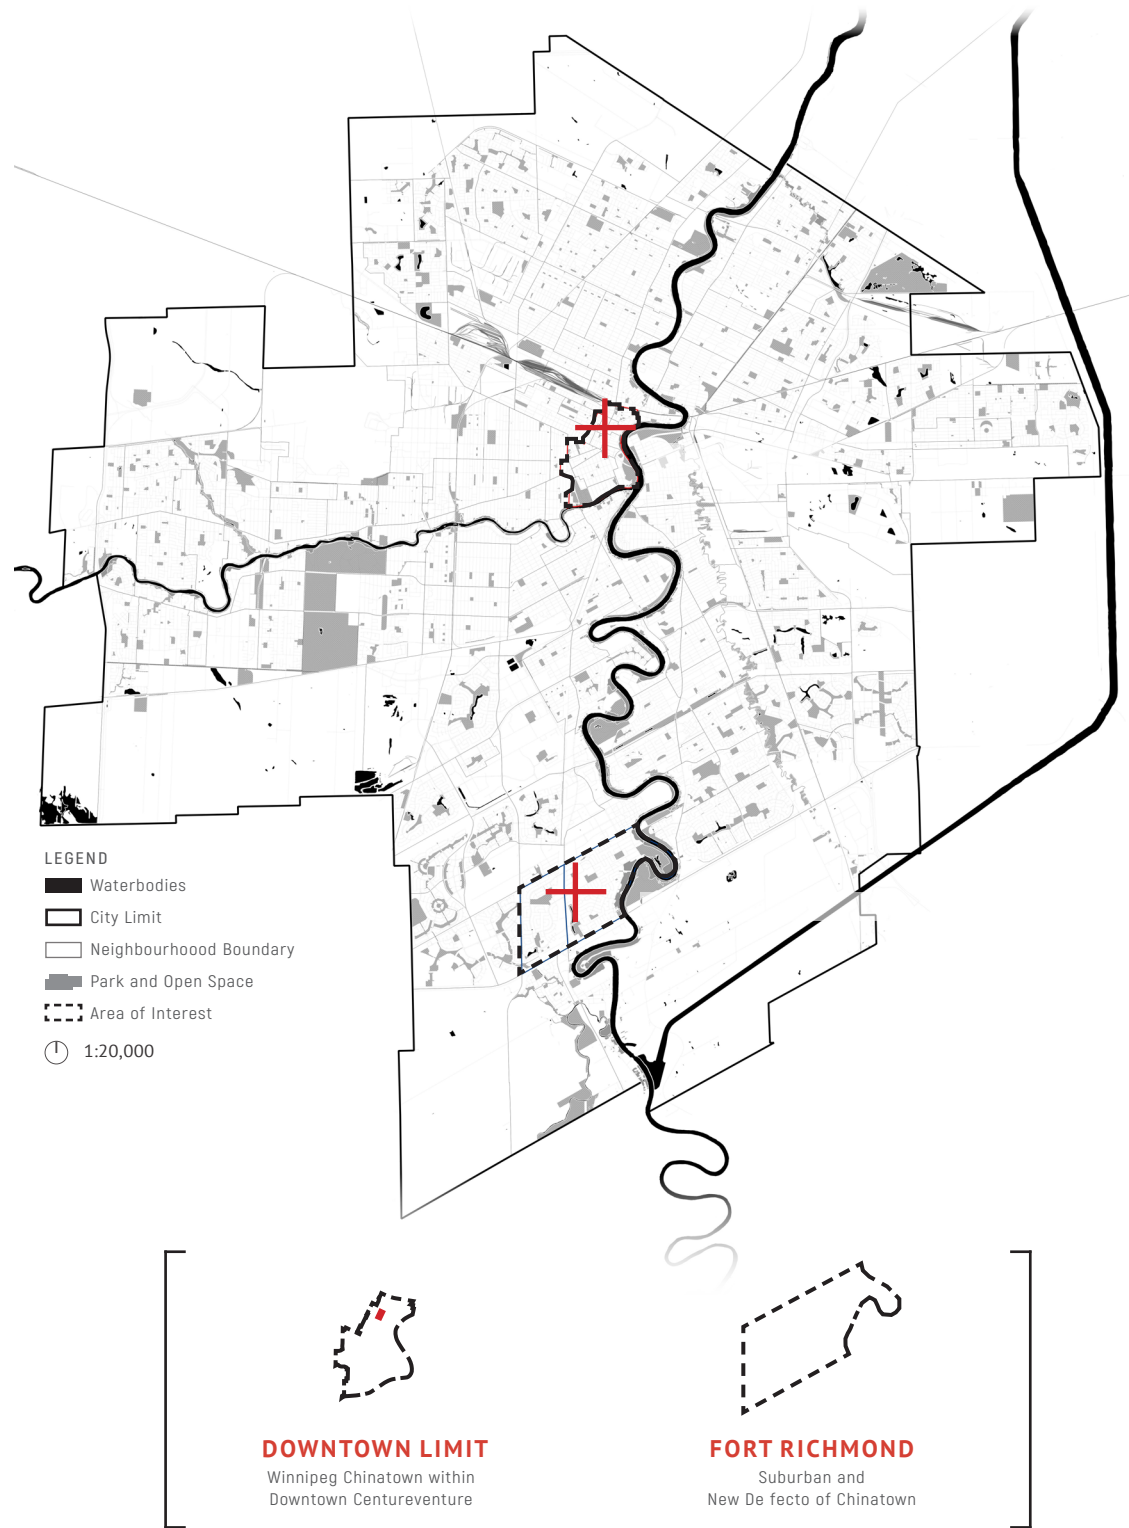 LEGEND
Waterbodies
City Limit
Neighbourhoood Boundary
Park and Open Space
Area of Interest
1:20,000
DOWNTOWN LIMIT
Winnipeg Chinatown within
Downtown Centureventure
FORT RICHMOND
Suburban and
New De fecto of Chinatown